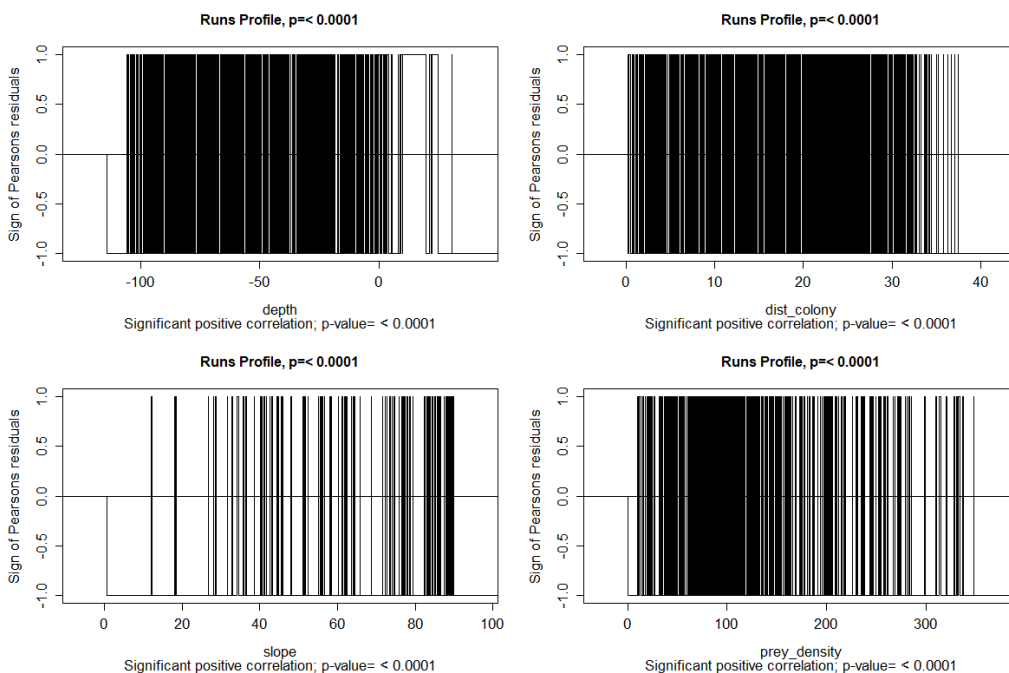 Runs Profile, p=< 0.0001
Sign of Pearsons residuals
1.0
0.5
0.0
-0.5
-1.0
-100
-50
0
depth
Significant positive correlation; p-value= < 0.0001
Runs Profile, p=< 0.0001
Sign of Pearsons residuals
1.0
0.5
0.0
-0.5
-1.0
0
10
20
30
40
dist_colony
Significant positive correlation; p-value= < 0.0001
Runs Profile, p=< 0.0001
Sign of Pearsons residuals
1.0
0.5
0.0
-0.5
-1.0
0
20
40
60
80
100
slope
Significant positive correlation; p-value= < 0.0001
Runs Profile, p=< 0.0001
Sign of Pearsons residuals
1.0
0.5
0.0
-0.5
-1.0
0
100
200
300
prey_density
Significant positive correlation; p-value= < 0.0001